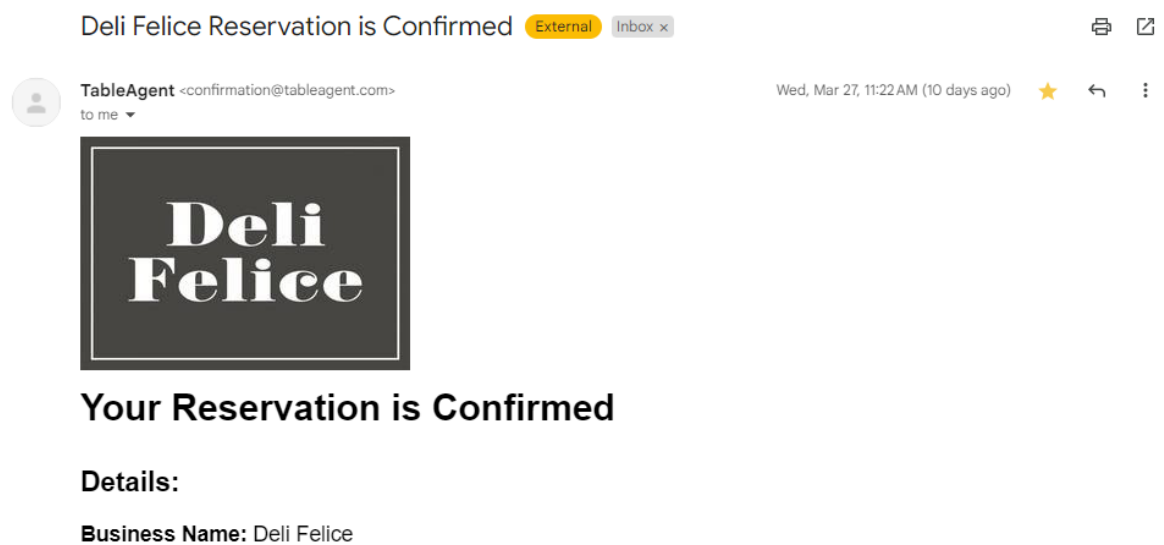 Deli Felice Reservation is Confirmed External Inbox ×
TableAgent <confirmation@tableagent.com> Wed, Mar 27, 11:22 AM (10 days ago)
to me
Deli
Felice
Your Reservation is Confirmed
Details:
Business Name: Deli Felice